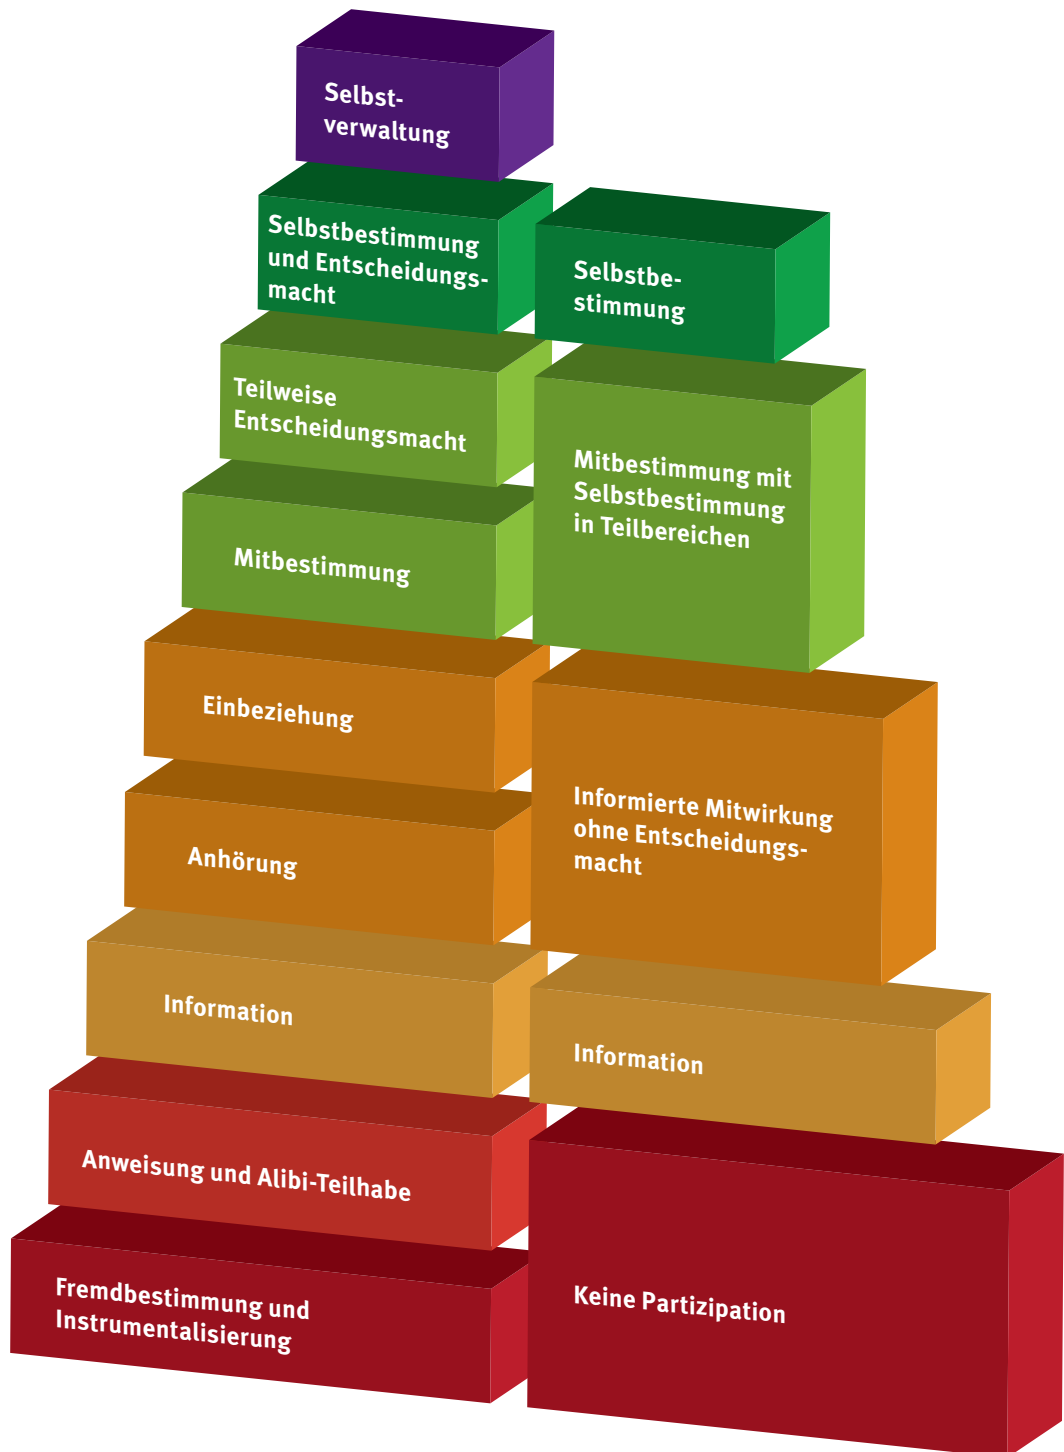 Selbst-
verwaltung
Selbstbestimmung
und Entscheidungs-
macht
Selbstbe-
stimmung
Teilweise
Entscheidungsmacht
Mitbestimmung mit
Selbstbestimmung
in Teilbereichen
Mitbestimmung
Einbeziehung
Informierte Mitwirkung
ohne Entscheidungs-
macht
Anhörung
Information
Information
Anweisung und Alibi-Teilhabe
Fremdbestimmung und
Instrumentalisierung
Keine Partizipation